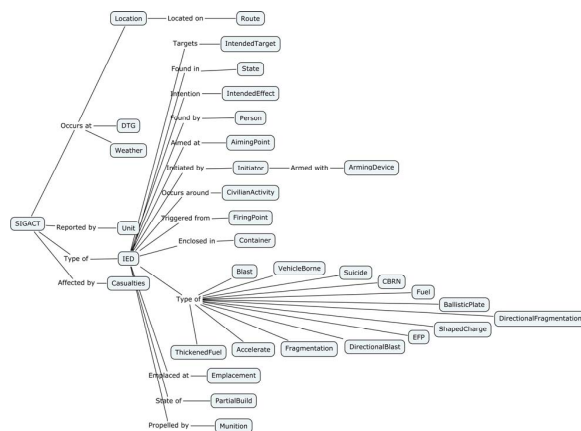 Location
Located on
Route
Targets
IntendedTarget
Found in
State
Intention
IntendedEffect
Found by
Person
Occurs at
DTG
Weather
Aimed at
AimingPoint
Initiated by
Initiator
Armed with
ArmingDevice
Occurs around
CivilianActivity
SIGACT
Reported by
Unit
Triggered from
FiringPoint
Enclosed in
Container
Type of
IED
Affected by
Casualties
Type of
Blast
VehicleBorne
Suicide
CBRN
Fuel
BallisticPlate
DirectionalFragmentation
ShapedCharge
EFP
DirectionalBlast
Fragmentation
Accelerate
ThickenedFuel
Emplaced at
Emplacement
State of
PartialBuild
Propelled by
Munition